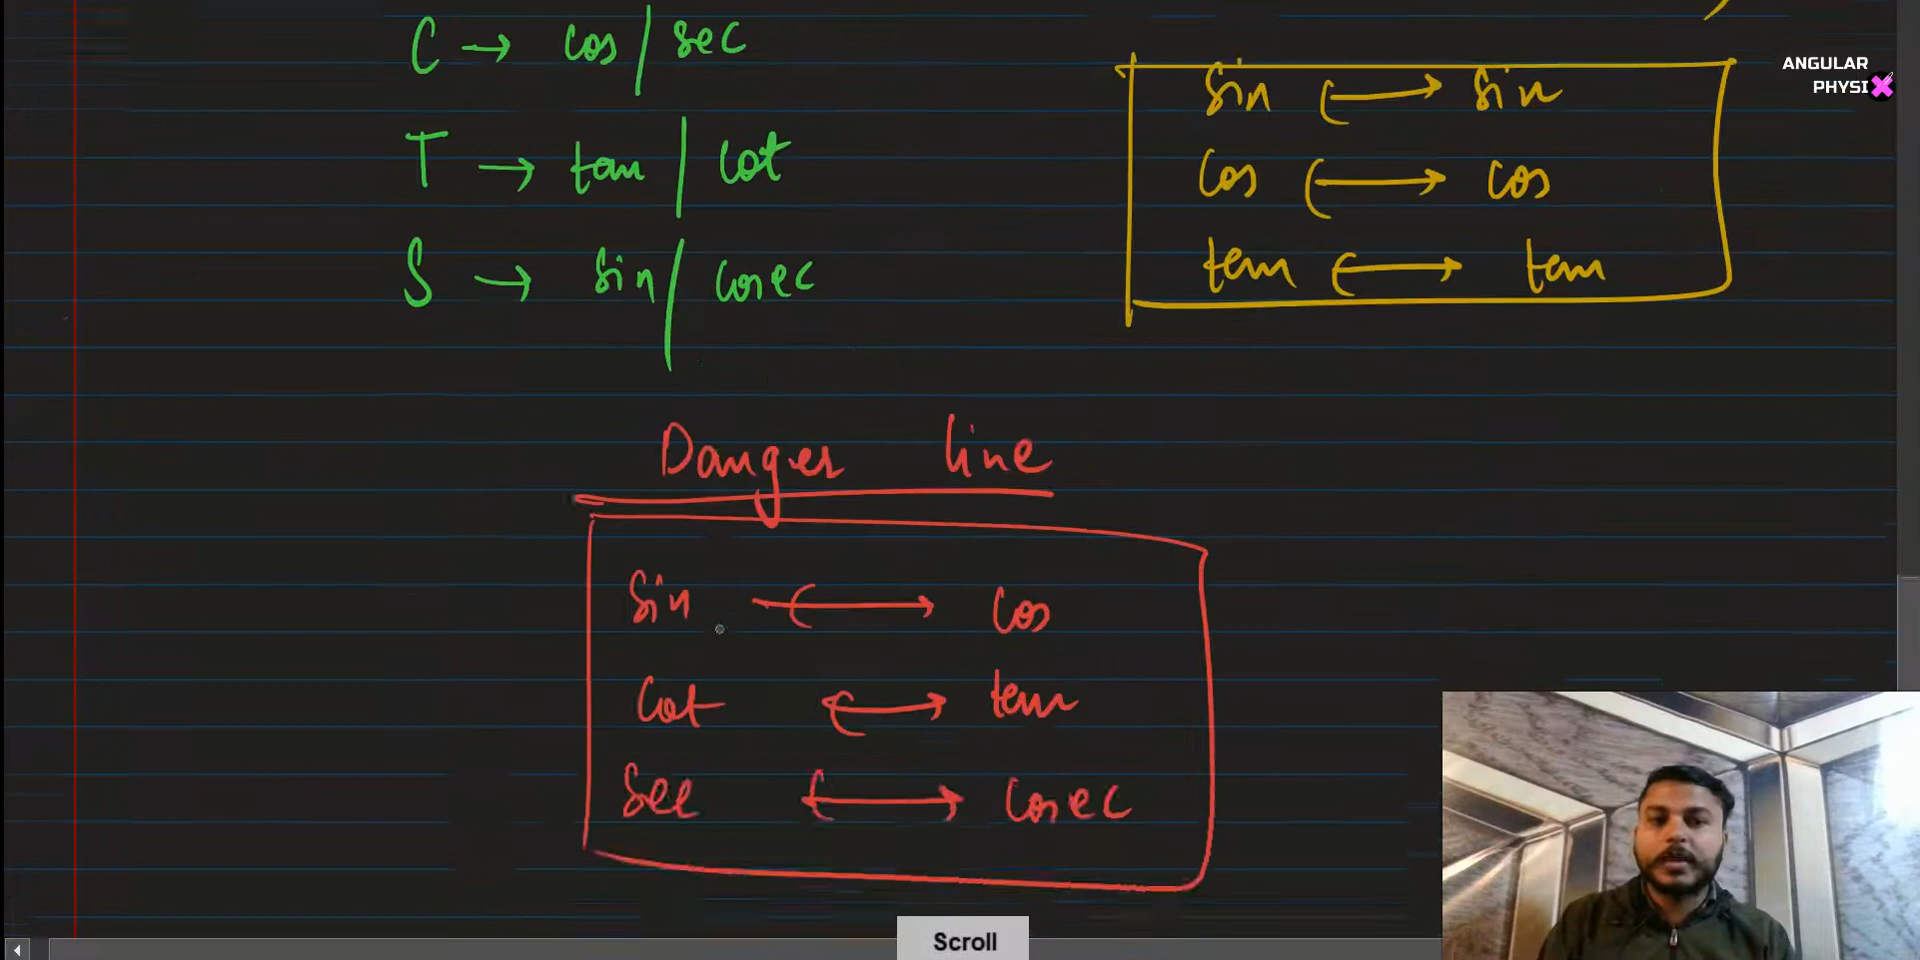 C → cos / sec
T → tan | cot
S → sin / cosec
sin ↔ sin
cos ↔ cos
tan ↔ tan
ANGULAR
PHYSIX
Danger line
sin ↔ cos
cot ↔ tan
sec ↔ cosec
Scroll